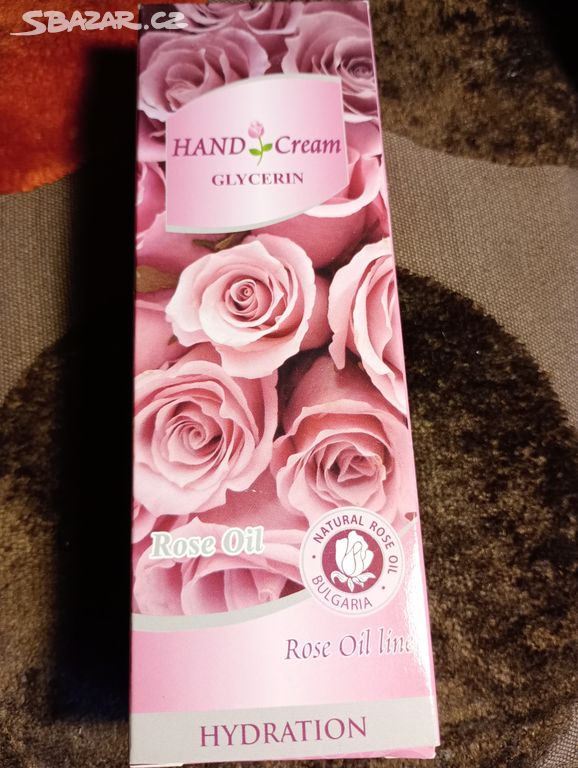 SBAZAR.CZ
HAND Cream
GLYCERIN
Rose Oil
NATURAL ROSE OIL
BULGARIA
Rose Oil line
HYDRATION